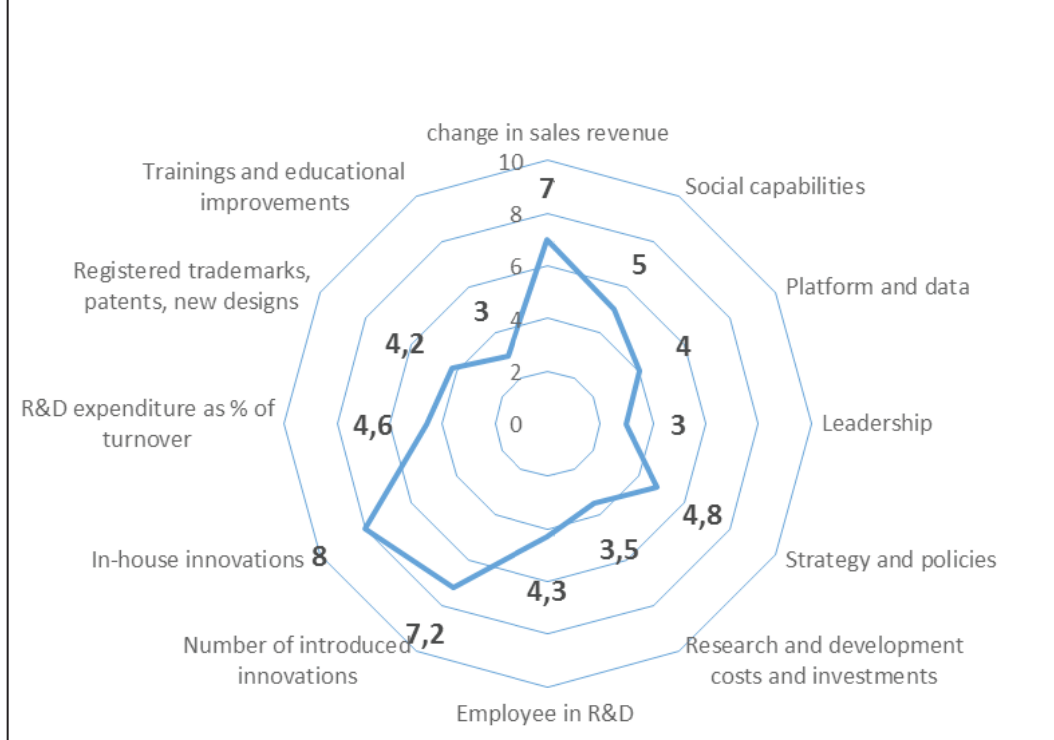 change in sales revenue
10
7
8
6
4
2
0
Social capabilities
5
Platform and data
4
Leadership
3
Strategy and policies
4,8
Research and development
costs and investments
3,5
Employee in R&D
4,3
Number of introduced
innovations
7,2
In-house innovations
8
R&D expenditure as % of
turnover
4,6
Registered trademarks,
patents, new designs
4,2
Trainings and educational
improvements
3